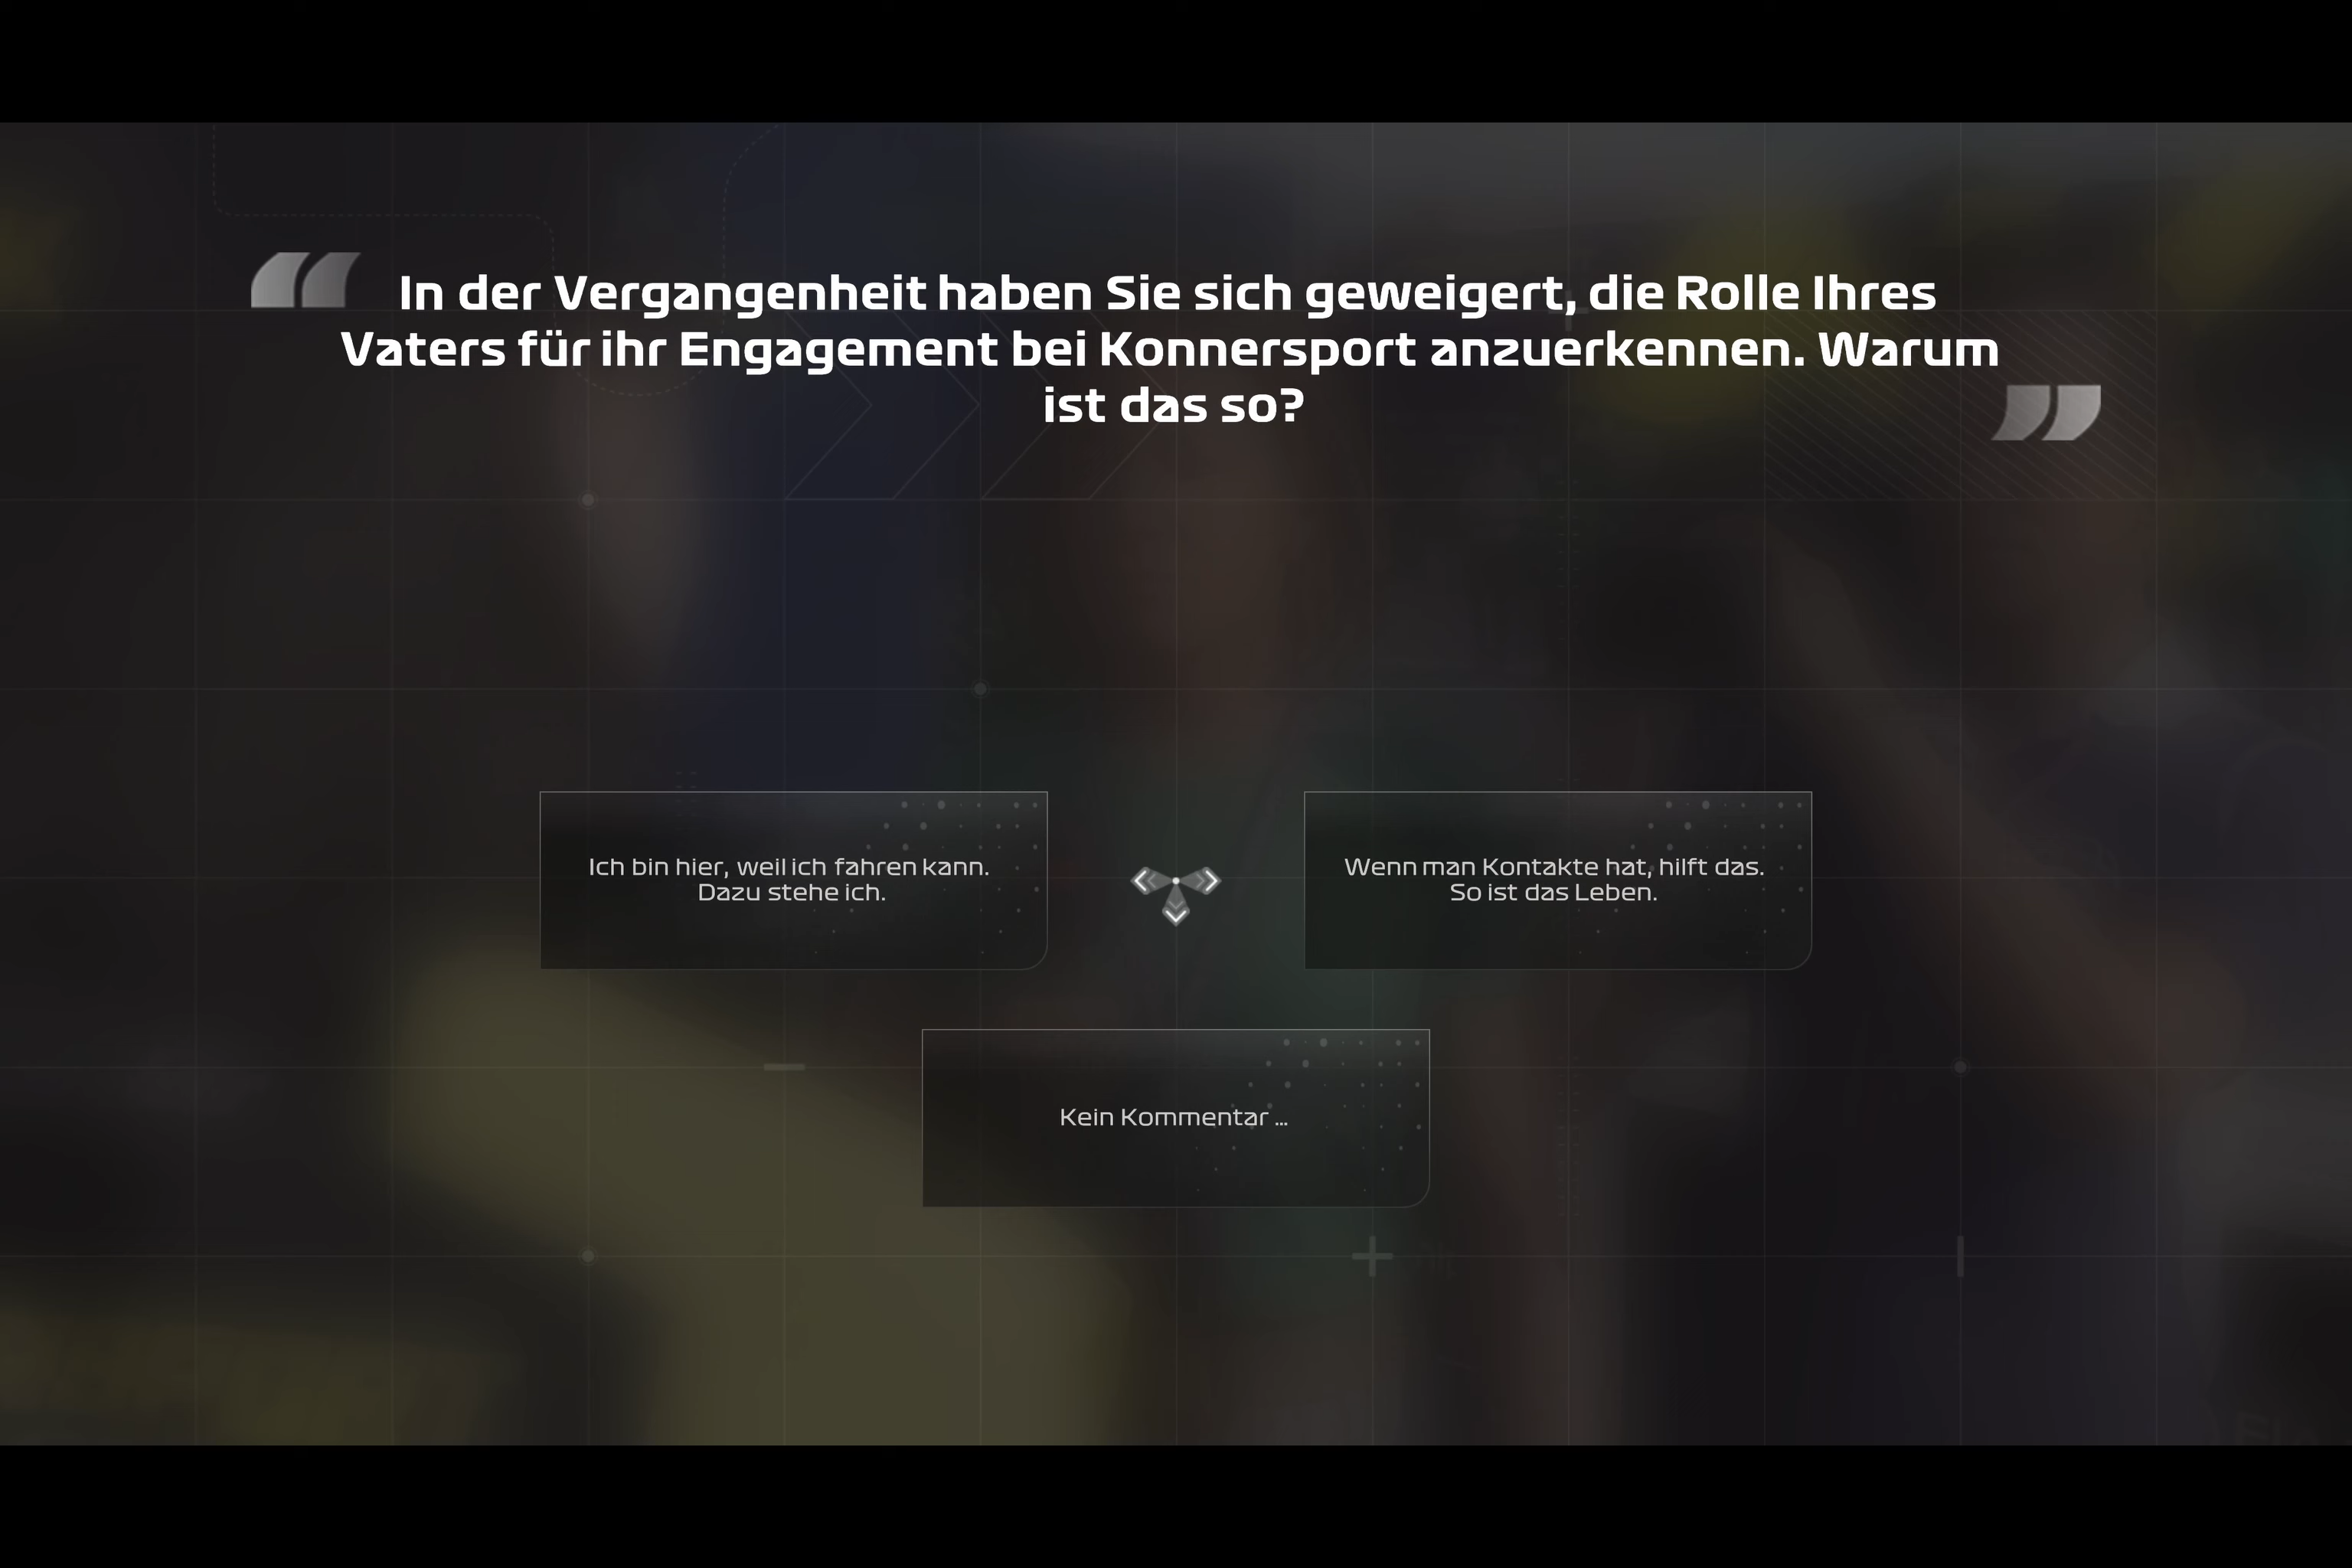 In der Vergangenheit haben Sie sich geweigert, die Rolle Ihres
Vaters für ihr Engagement bei Konnersport anzuerkennen. Warum
ist das so?
Ich bin hier, weil ich fahren kann.
Dazu stehe ich.
Wenn man Kontakte hat, hilft das.
So ist das Leben.
Kein Kommentar ...